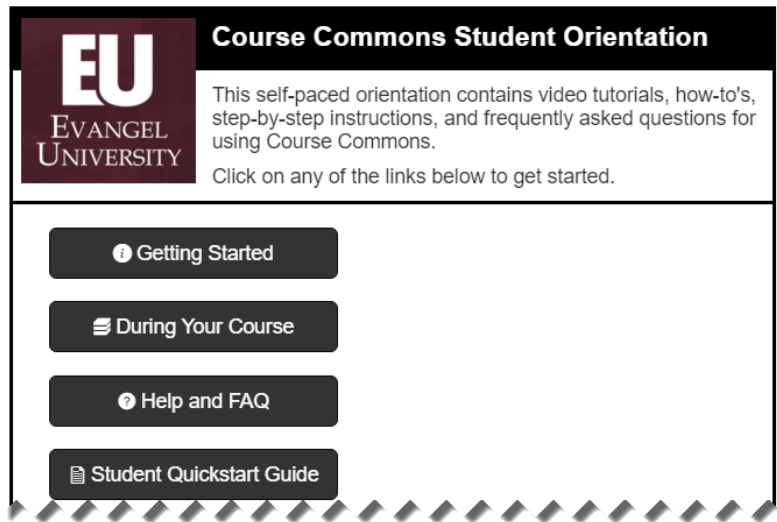 EU
EVANGEL
UNIVERSITY
Course Commons Student Orientation
This self-paced orientation contains video tutorials, how-to's,
step-by-step instructions, and frequently asked questions for
using Course Commons.
Click on any of the links below to get started.
Getting Started
During Your Course
Help and FAQ
Student Quickstart Guide